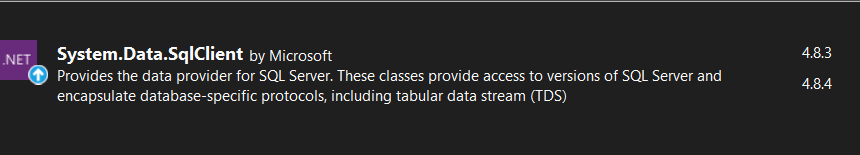 .NET
System.Data.SqlClient by Microsoft
4.8.3
Provides the data provider for SQL Server. These classes provide access to versions of SQL Server and
4.8.4
encapsulate database-specific protocols, including tabular data stream (TDS)